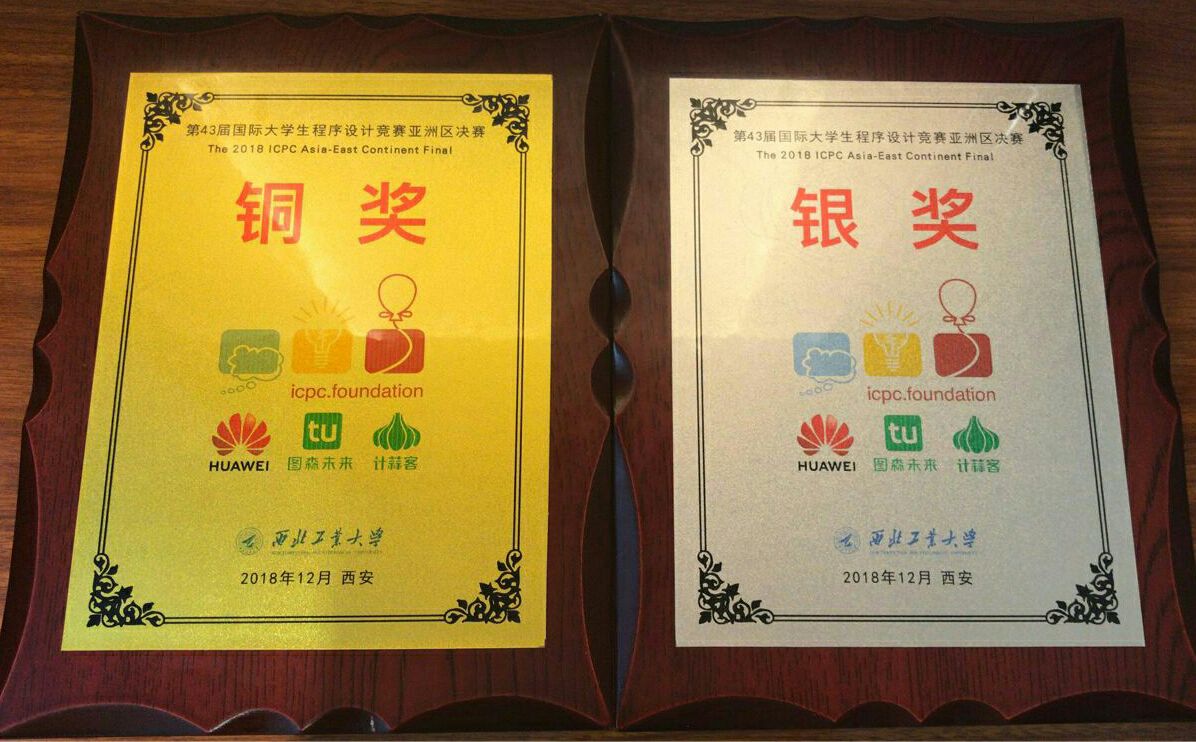 第43届国际大学生程序设计竞赛亚洲区决赛
The 2018 ICPC Asia-East Continent Final
铜 奖
icpc.foundation
HUAWEI
tu
图森未来
计蒜客
西北工业大学
2018年12月 西安
第43届国际大学生程序设计竞赛亚洲区决赛
The 2018 ICPC Asia-East Continent Final
银 奖
icpc.foundation
HUAWEI
tu
图森未来
计蒜客
西北工业大学
2018年12月 西安